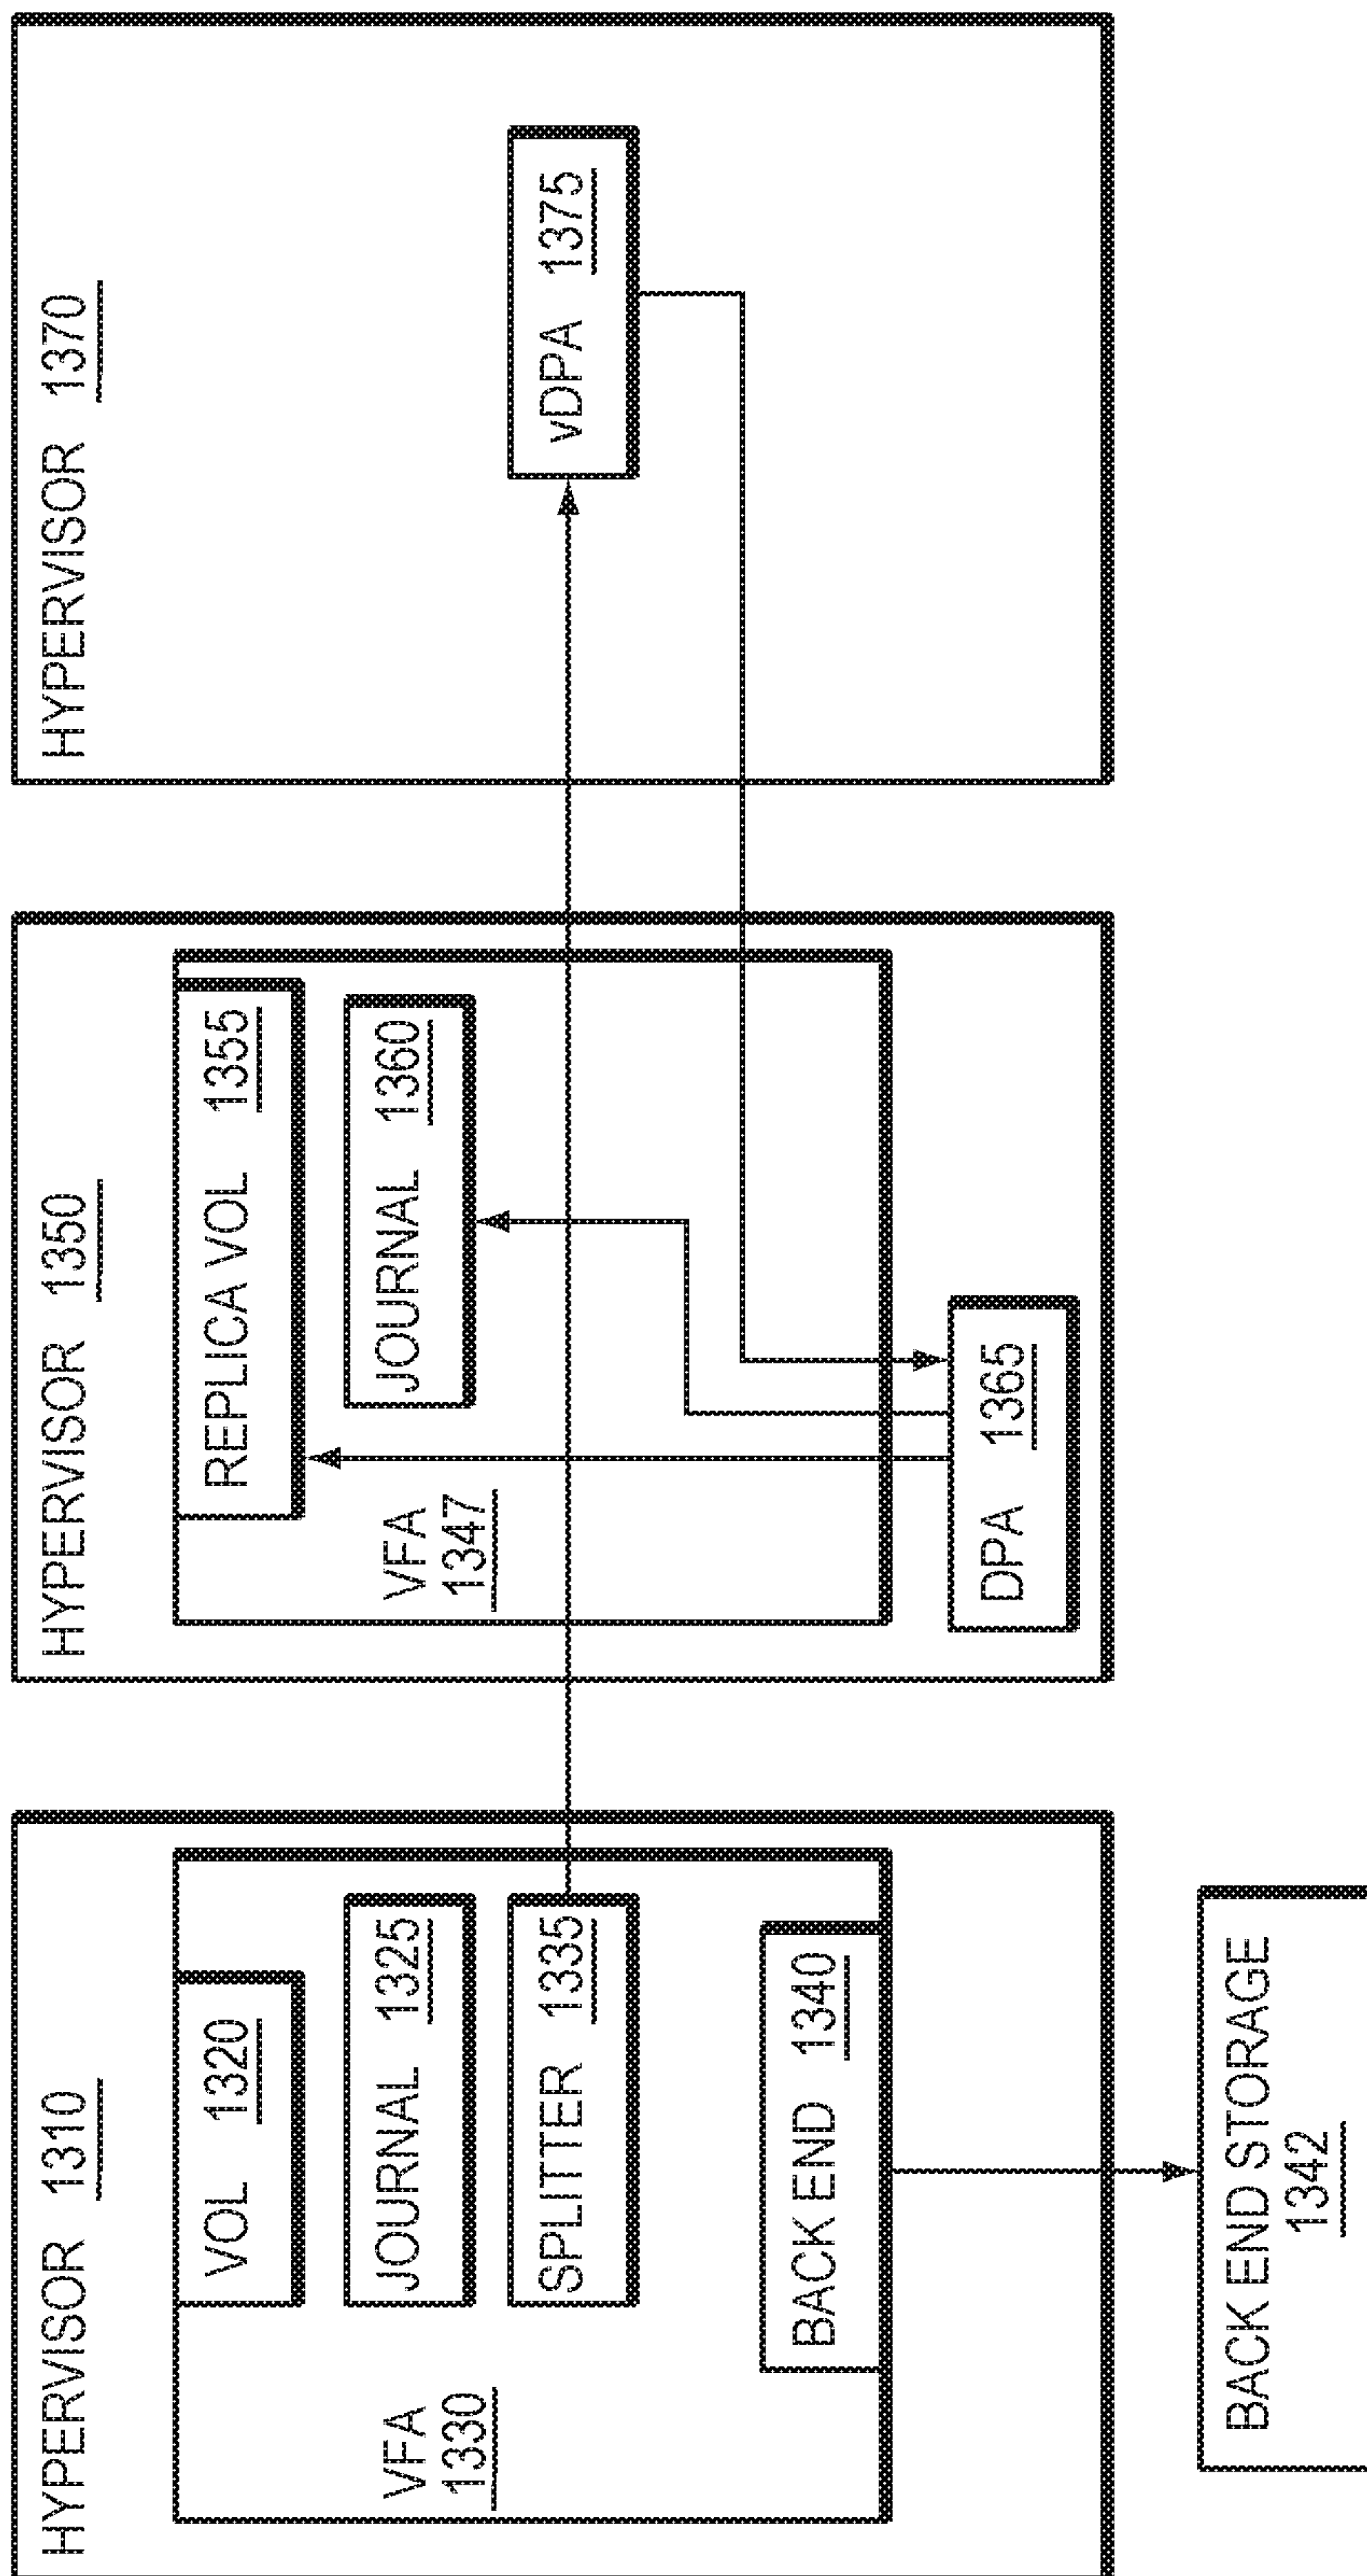 HYPERVISOR 1310
VOL 1320
JOURNAL 1325
VFA
1330
SPLITTER 1335
BACK END 1340
BACK END STORAGE
1342
HYPERVISOR 1350
REPLICA VOL 1355
JOURNAL 1360
VFA
1347
DPA 1365
HYPERVISOR 1370
vDPA 1375